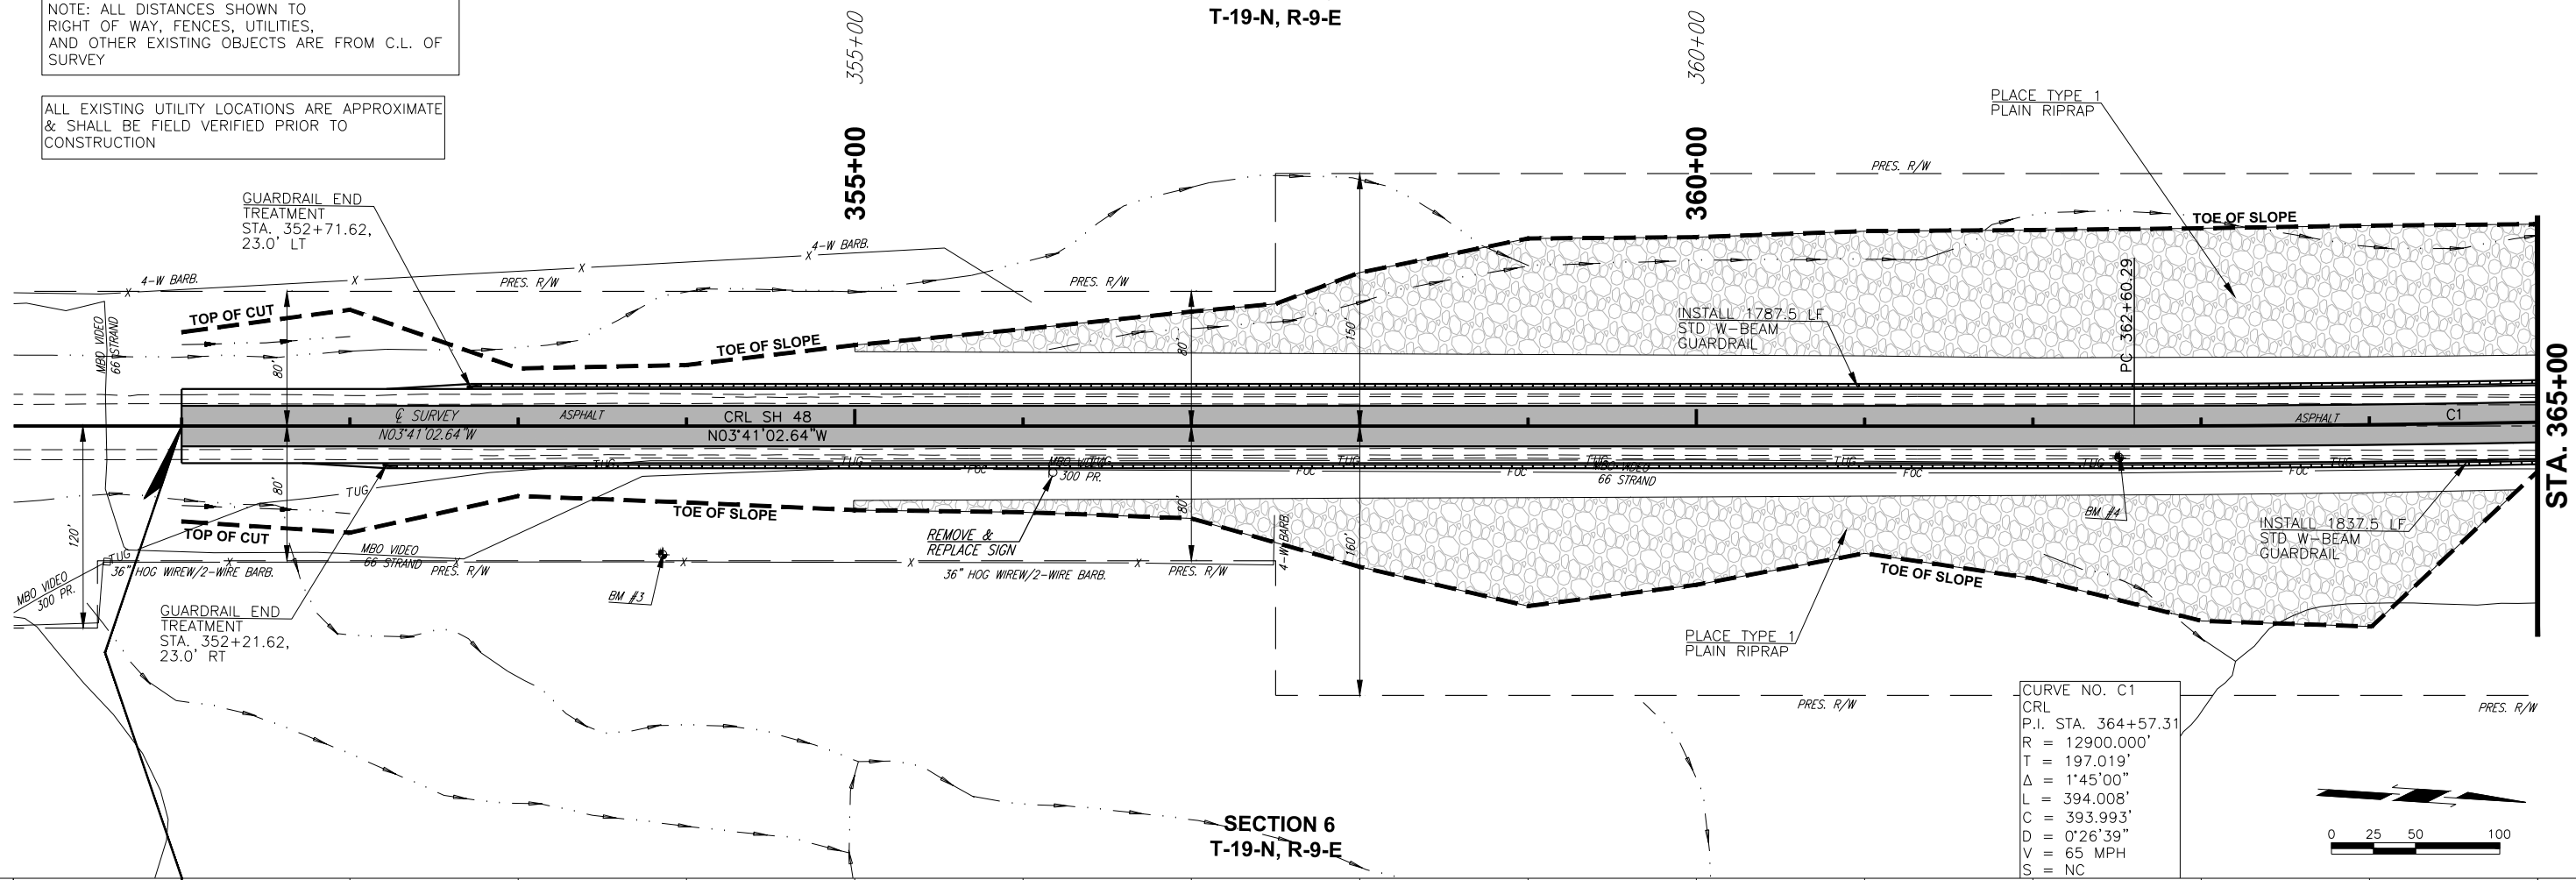 NOTE: ALL DISTANCES SHOWN TO
RIGHT OF WAY, FENCES, UTILITIES,
AND OTHER EXISTING OBJECTS ARE FROM C.L. OF
SURVEY
ALL EXISTING UTILITY LOCATIONS ARE APPROXIMATE
& SHALL BE FIELD VERIFIED PRIOR TO
CONSTRUCTION
T-19-N, R-9-E
355+00
360+00
355+00
360+00
PLACE TYPE 1
PLAIN RIPRAP
PRES. R/W
GUARDRAIL END
TREATMENT
STA. 352+71.62,
23.0' LT
4-W BARB.
4-W BARB.
PRES. R/W
PRES. R/W
TOE OF SLOPE
TOP OF CUT
TOE OF SLOPE
MBO VIDEO
66 STRAND
80'
80'
150'
INSTALL 1787.5 LF
STD W-BEAM
GUARDRAIL
PC 362+60.29
STA. 365+00
℄ SURVEY
ASPHALT
CRL SH 48
ASPHALT
C1
N03°41'02.64"W
N03°41'02.64"W
TUG
TUG
MBO VIDEO
300 PR.
TUG
TUG
TUG
TUG
TUG
TUG
FOC
FOC
FOC
FOC
FOC
MBO VIDEO
66 STRAND
TUG
80'
80'
120'
160'
TOP OF CUT
TOE OF SLOPE
REMOVE &
REPLACE SIGN
4-W BARB.
BM #4
INSTALL 1837.5 LF
STD W-BEAM
GUARDRAIL
TUG
MBO VIDEO
66 STRAND
36" HOG WIREW/2-WIRE BARB.
PRES. R/W
36" HOG WIREW/2-WIRE BARB.
PRES. R/W
MBO VIDEO
300 PR.
BM #3
TOE OF SLOPE
GUARDRAIL END
TREATMENT
STA. 352+21.62,
23.0' RT
PLACE TYPE 1
PLAIN RIPRAP
PRES. R/W
PRES. R/W
CURVE NO. C1
CRL
P.I. STA. 364+57.31
R = 12900.000'
T = 197.019'
Δ = 1°45'00"
L = 394.008'
C = 393.993'
D = 0°26'39"
V = 65 MPH
S = NC
SECTION 6
T-19-N, R-9-E
0 25 50 100